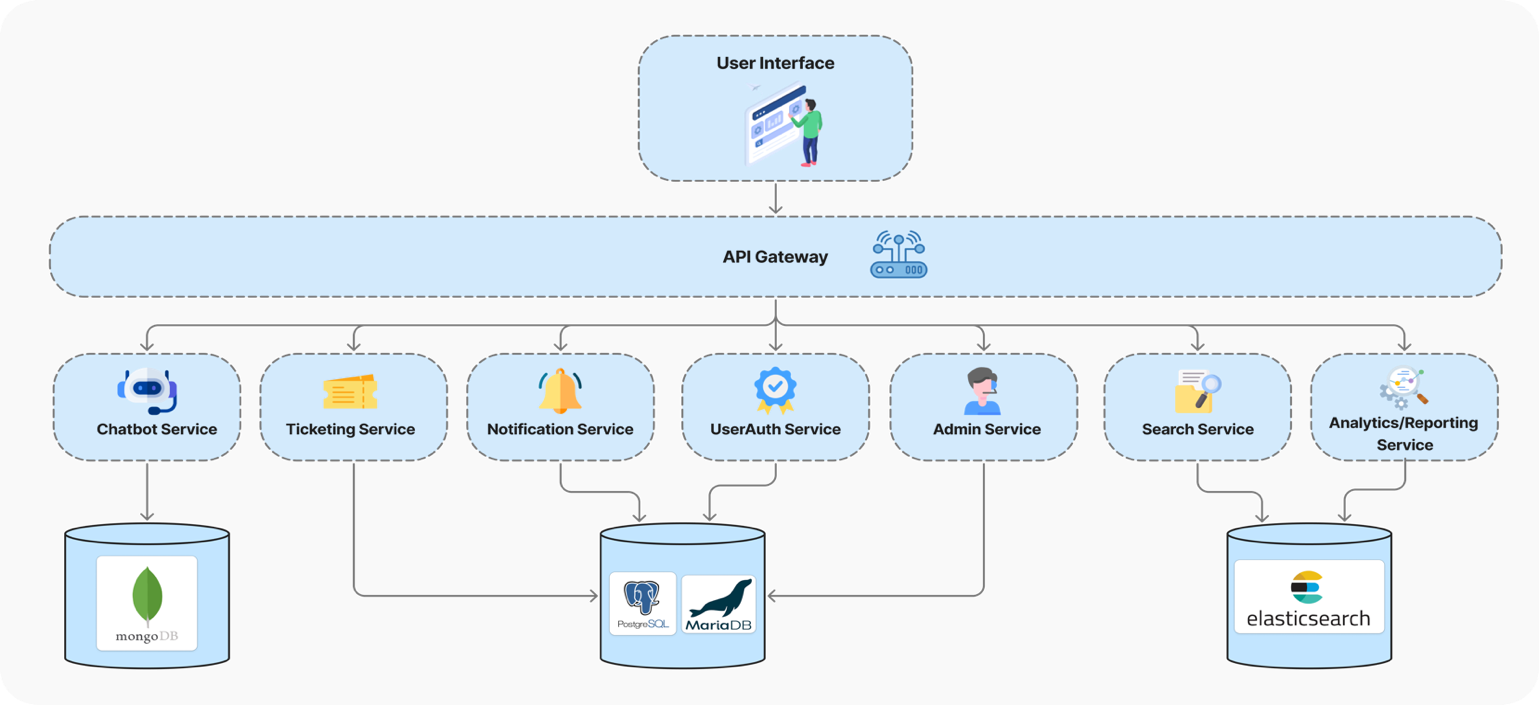 User Interface
API Gateway
Chatbot Service
Ticketing Service
Notification Service
UserAuth Service
Admin Service
Search Service
Analytics/Reporting
Service
mongoDB
PostgreSQL
MariaDB
elasticsearch